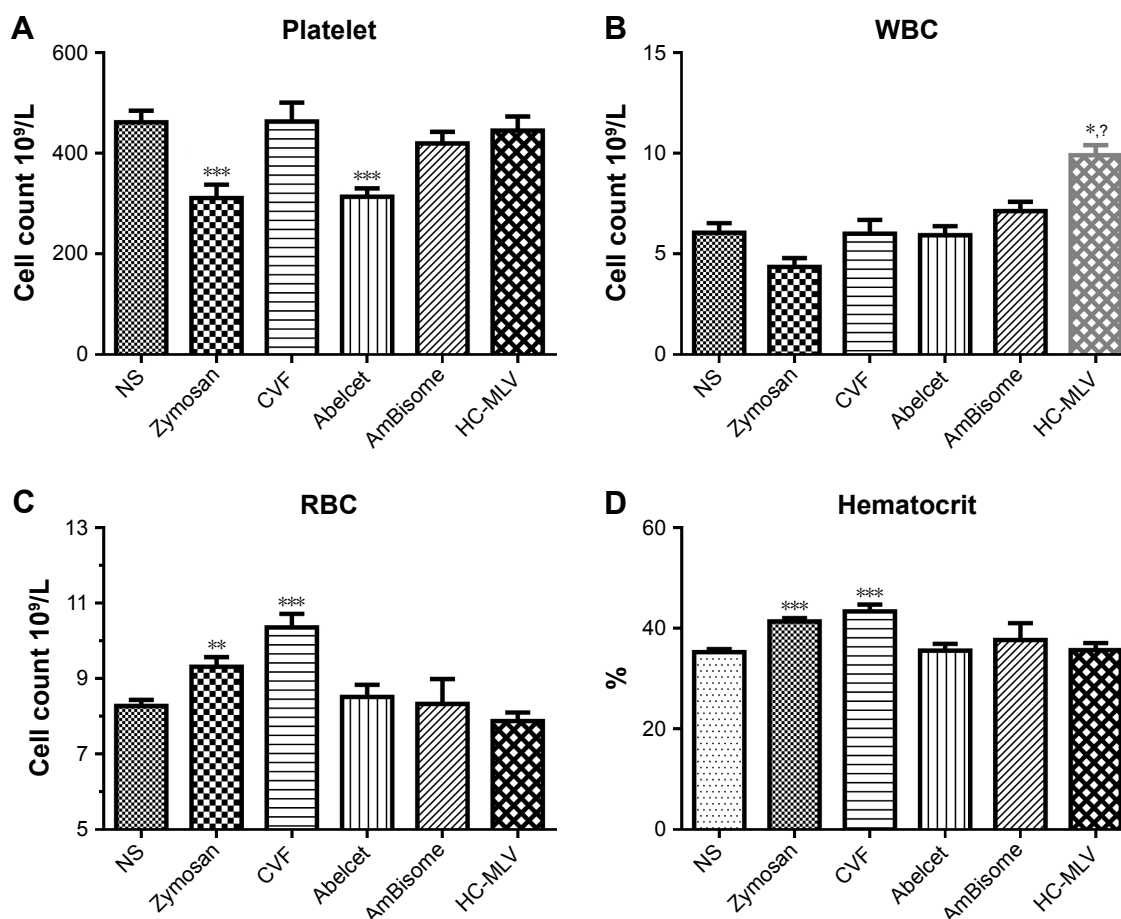 A
Platelet
600
400
200
0
Cell count 10⁹/L
***
***
NS
Zymosan
CVF
Abelcet
AmBisome
HC-MLV
B
WBC
15
10
5
0
Cell count 10⁹/L
*,?
NS
Zymosan
CVF
Abelcet
AmBisome
HC-MLV
C
RBC
13
11
8
7
5
Cell count 10⁹/L
**
***
NS
Zymosan
CVF
Abelcet
AmBisome
HC-MLV
D
Hematocrit
60
40
20
0
%
***
***
NS
Zymosan
CVF
Abelcet
AmBisome
HC-MLV